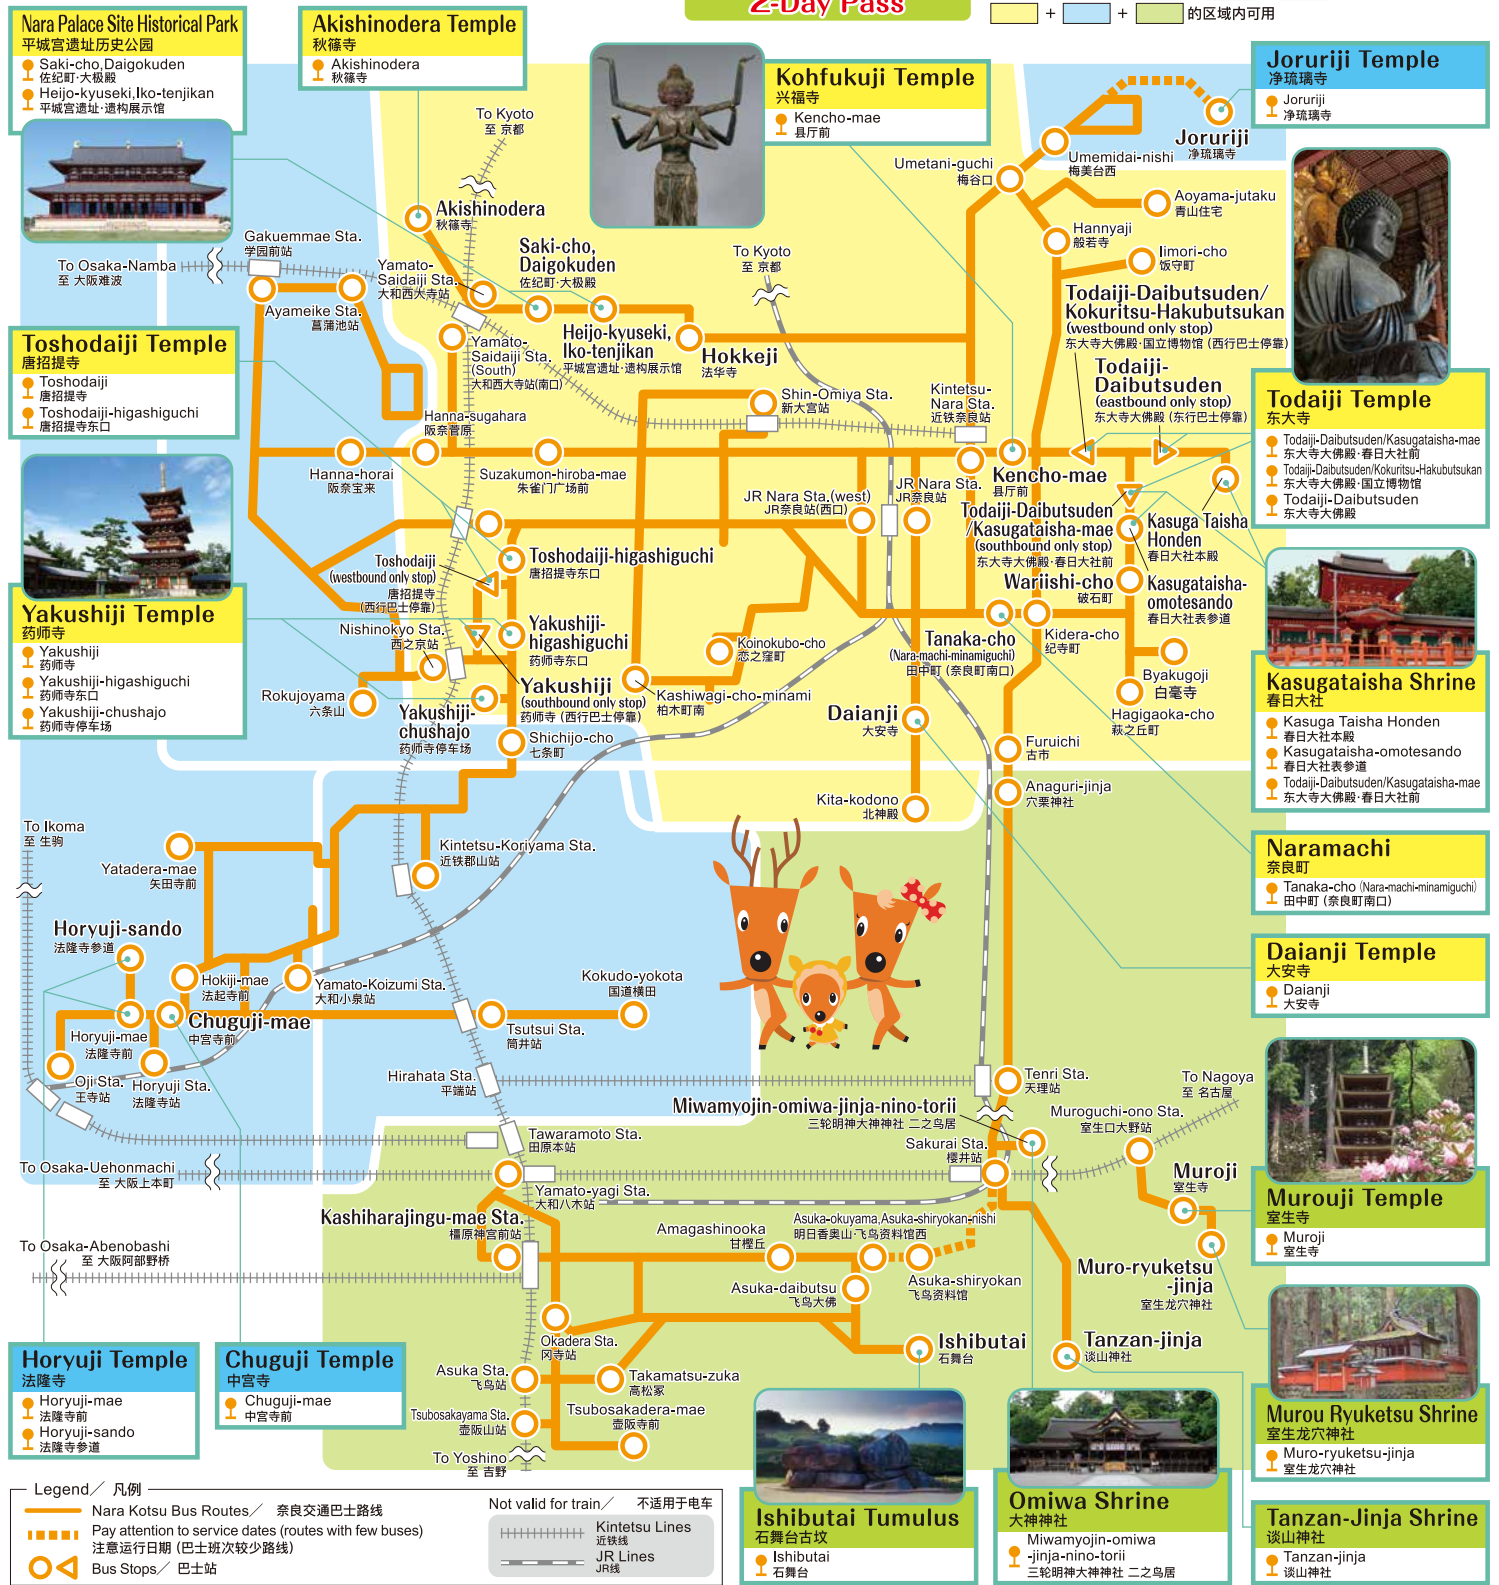 2-Day Pass
+ + 的区域内可用
Nara Palace Site Historical Park
平城宫遗址历史公园
Saki-cho,Daigokuden
佐纪町·大极殿
Heijo-kyuseki,Iko-tenjikan
平城宫遗址·遗构展示馆
Akishinodera Temple
秋篠寺
Akishinodera
秋篠寺
Kohfukuji Temple
兴福寺
Kencho-mae
县厅前
Joruriji Temple
净琉璃寺
Joruriji
净琉璃寺
To Kyoto
至 京都
Joruriji
净琉璃寺
Umemidai-nishi
梅美台西
Umetani-guchi
梅谷口
Aoyama-jutaku
青山住宅
Hannyaji
般若寺
Iimori-cho
饭守町
Akishinodera
秋篠寺
Gakuemmae Sta.
学园前站
To Osaka-Namba
至 大阪难波
Yamato-
Saidaiji Sta.
大和西大寺站
Saki-cho,
Daigokuden
佐纪町·大极殿
To Kyoto
至 京都
Ayameike Sta.
菖蒲池站
Yamato-
Saidaiji Sta.
(South)
大和西大寺站(南口)
Heijo-kyuseki,
Iko-tenjikan
平城宫遗址·遗构展示馆
Hokkeji
法华寺
Todaiji-Daibutsuden/
Kokuritsu-Hakubutsukan
(westbound only stop)
东大寺大佛殿·国立博物馆 (西行巴士停靠)
Todaiji-
Daibutsuden
(eastbound only stop)
东大寺大佛殿 (东行巴士停靠)
Toshodaiji Temple
唐招提寺
Toshodaiji
唐招提寺
Toshodaiji-higashiguchi
唐招提寺东口
Todaiji Temple
东大寺
Todaiji-Daibutsuden/Kasugataisha-mae
东大寺大佛殿·春日大社前
Todaiji-Daibutsuden/Kokuritsu-Hakubutsukan
东大寺大佛殿·国立博物馆
Todaiji-Daibutsuden
东大寺大佛殿
Shin-Omiya Sta.
新大宫站
Kintetsu-
Nara Sta.
近铁奈良站
Hanna-sugahara
阪奈菅原
Hanna-horai
阪奈宝来
Suzakumon-hiroba-mae
朱雀门广场前
Kencho-mae
县厅前
JR Nara Sta.(west)
JR奈良站(西口)
JR Nara Sta.
JR奈良站
Todaiji-Daibutsuden
/Kasugataisha-mae
(southbound only stop)
东大寺大佛殿·春日大社前
Kasuga Taisha
Honden
春日大社本殿
Toshodaiji
(westbound only stop)
唐招提寺
(西行巴士停靠)
Toshodaiji-higashiguchi
唐招提寺东口
Wariishi-cho
破石町
Kasugataisha-
omotesando
春日大社表参道
Yakushiji Temple
药师寺
Yakushiji
药师寺
Yakushiji-higashiguchi
药师寺东口
Yakushiji-chushajo
药师寺停车场
Nishinokyo Sta.
西之京站
Yakushiji-
higashiguchi
药师寺东口
Koinokubo-cho
恋之窪町
Tanaka-cho
(Nara-machi-minamiguchi)
田中町 (奈良町南口)
Kidera-cho
纪寺町
Rokujoyama
六条山
Yakushiji
(southbound only stop)
药师寺 (西行巴士停靠)
Kashiwagi-cho-minami
柏木町南
Byakugoji
白毫寺
Hagigaoka-cho
萩之丘町
Kasugataisha Shrine
春日大社
Kasuga Taisha Honden
春日大社本殿
Kasugataisha-omotesando
春日大社表参道
Todaiji-Daibutsuden/Kasugataisha-mae
东大寺大佛殿·春日大社前
Yakushiji-
chushajo
药师寺停车场
Shichijo-cho
七条町
Daianji
大安寺
Furuichi
古市
Anaguri-jinja
穴栗神社
Kita-kodono
北神殿
To Ikoma
至 生驹
Yatadera-mae
矢田寺前
Kintetsu-Koriyama Sta.
近铁郡山站
Naramachi
奈良町
Tanaka-cho (Nara-machi-minamiguchi)
田中町 (奈良町南口)
Daianji Temple
大安寺
Daianji
大安寺
Horyuji-sando
法隆寺参道
Hokiji-mae
法起寺前
Yamato-Koizumi Sta.
大和小泉站
Kokudo-yokota
国道横田
Chuguji-mae
中宫寺前
Horyuji-mae
法隆寺前
Tsutsui Sta.
筒井站
Oji Sta.
王寺站
Horyuji Sta.
法隆寺站
Hirahata Sta.
平端站
Tenri Sta.
天理站
To Nagoya
至 名古屋
Miwamyojin-omiwa-jinja-nino-torii
三轮明神大神神社 二之鸟居
Muroguchi-ono Sta.
室生口大野站
Tawaramoto Sta.
田原本站
Sakurai Sta.
樱井站
To Osaka-Uehonmachi
至 大阪上本町
Muroji
室生寺
Murouji Temple
室生寺
Muroji
室生寺
Yamato-yagi Sta.
大和八木站
Kashiharajingu-mae Sta.
橿原神宫前站
Amagashinooka
甘樫丘
Asuka-okuyama,Asuka-shiryokan-nishi
明日香奥山·飞鸟资料馆西
To Osaka-Abenobashi
至 大阪阿部野桥
Asuka-daibutsu
飞鸟大佛
Asuka-shiryokan
飞鸟资料馆
Muro-ryuketsu
-jinja
室生龙穴神社
Okadera Sta.
冈寺站
Ishibutai
石舞台
Tanzan-jinja
谈山神社
Asuka Sta.
飞鸟站
Takamatsu-zuka
高松冢
Tsubosakayama Sta.
壶阪山站
Tsubosakadera-mae
壶阪寺前
To Yoshino
至 吉野
Horyuji Temple
法隆寺
Horyuji-mae
法隆寺前
Horyuji-sando
法隆寺参道
Chuguji Temple
中宫寺
Chuguji-mae
中宫寺前
Murou Ryuketsu Shrine
室生龙穴神社
Muro-ryuketsu-jinja
室生龙穴神社
Ishibutai Tumulus
石舞台古坟
Ishibutai
石舞台
Omiwa Shrine
大神神社
Miwamyojin-omiwa
-jinja-nino-torii
三轮明神大神神社 二之鸟居
Tanzan-Jinja Shrine
谈山神社
Tanzan-jinja
谈山神社
Legend／ 凡例
Nara Kotsu Bus Routes／ 奈良交通巴士路线
Pay attention to service dates (routes with few buses)
注意运行日期 (巴士班次较少路线)
Bus Stops／ 巴士站
Not valid for train／ 不适用于电车
Kintetsu Lines
近铁线
JR Lines
JR线